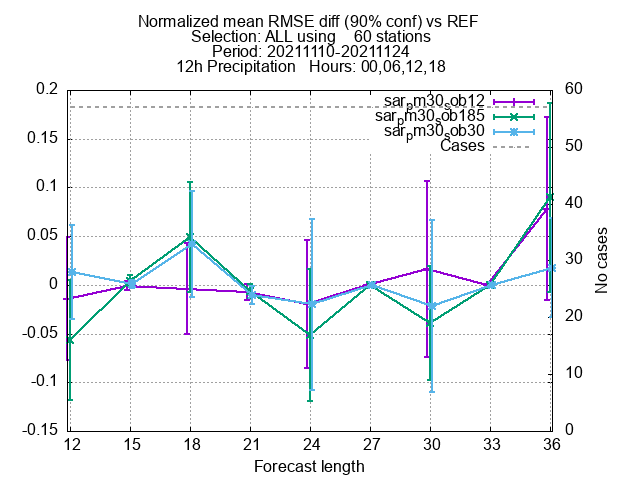 Normalized mean RMSE diff (90% conf) vs REF
Selection: ALL using    60 stations
Period: 20211110-20211124
12h Precipitation   Hours: 00,06,12,18
0.2
0.15
0.1
0.05
0
-0.05
-0.1
-0.15
60
50
40
30
20
10
0
No cases
sarpm30sob12
sarpm30sob185
sarpm30sob30
Cases
12 15 18 21 24 27 30 33 36
Forecast length